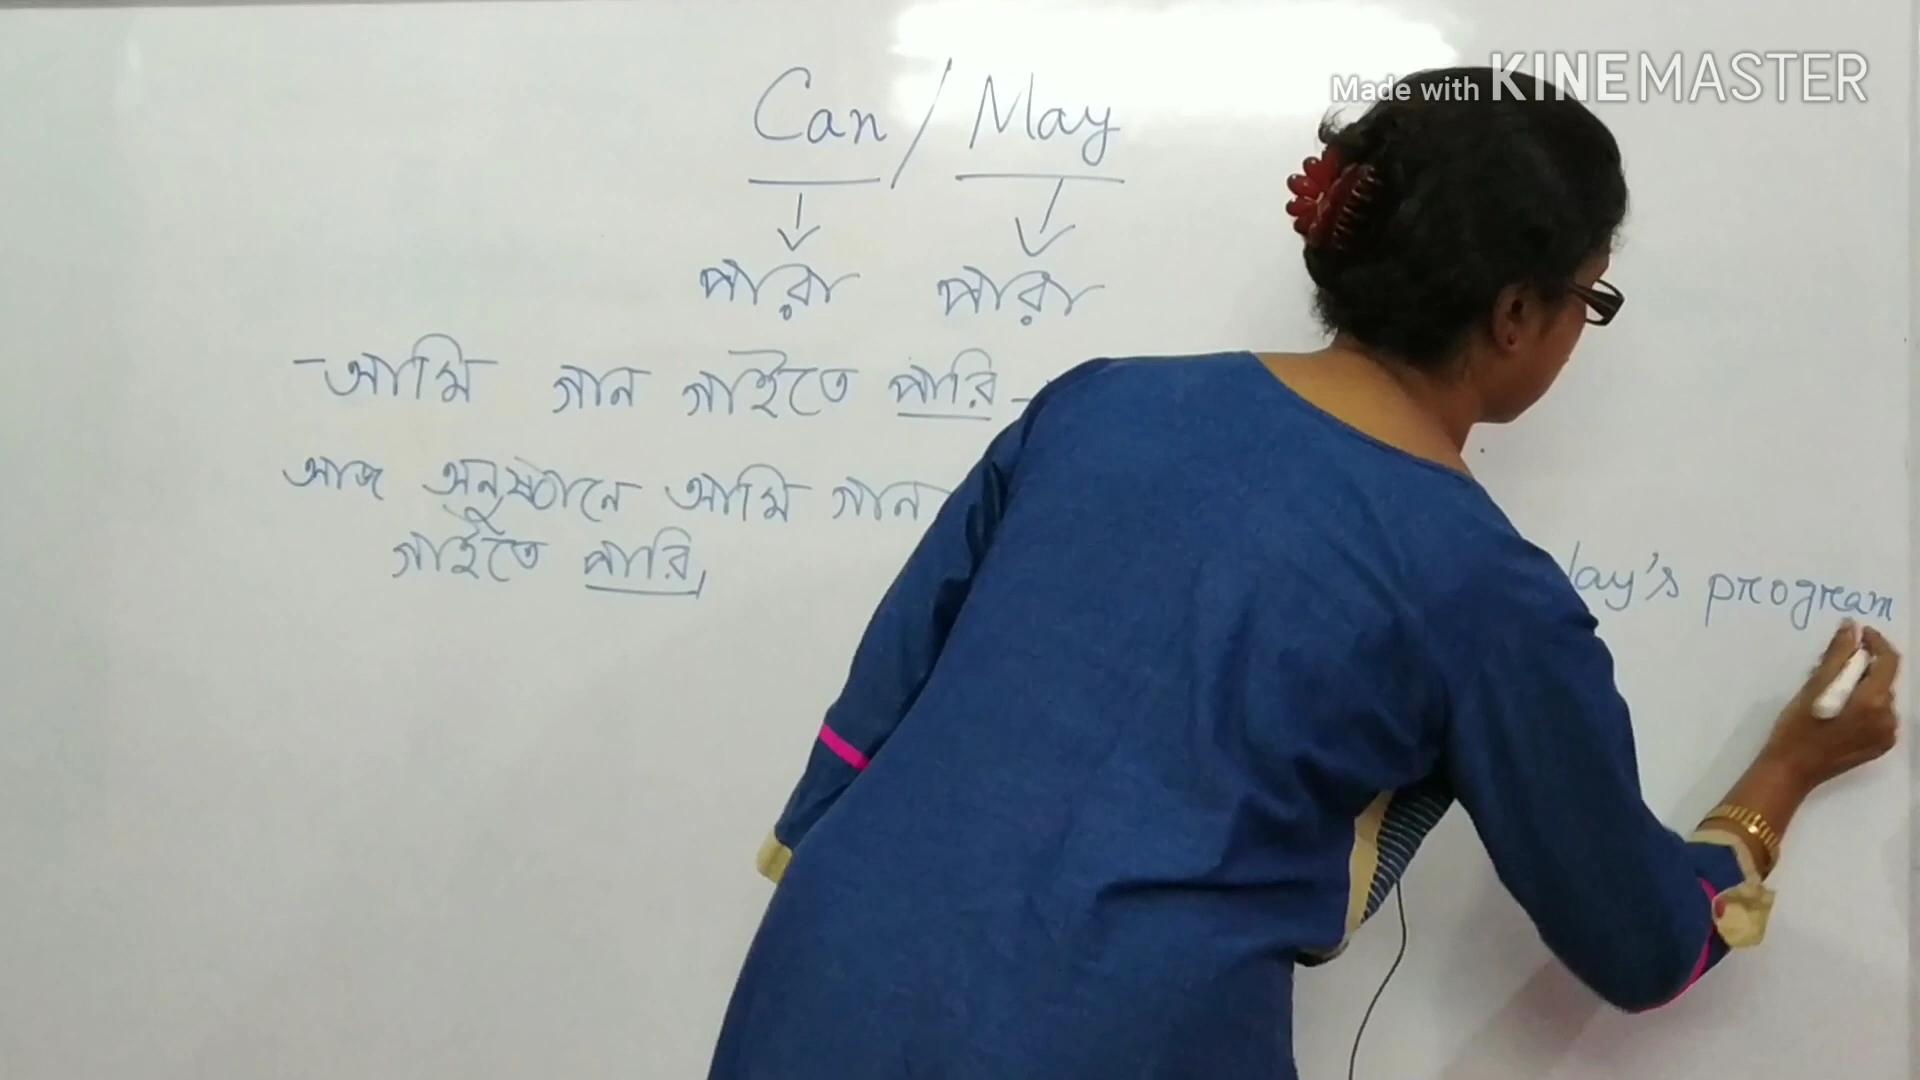 Made with KINEMASTER
Can / May
পারা পারা
আমি গান গাইতে পারি
আজ অনুষ্ঠানে আমি গান
গাইতে পারি।
day's program